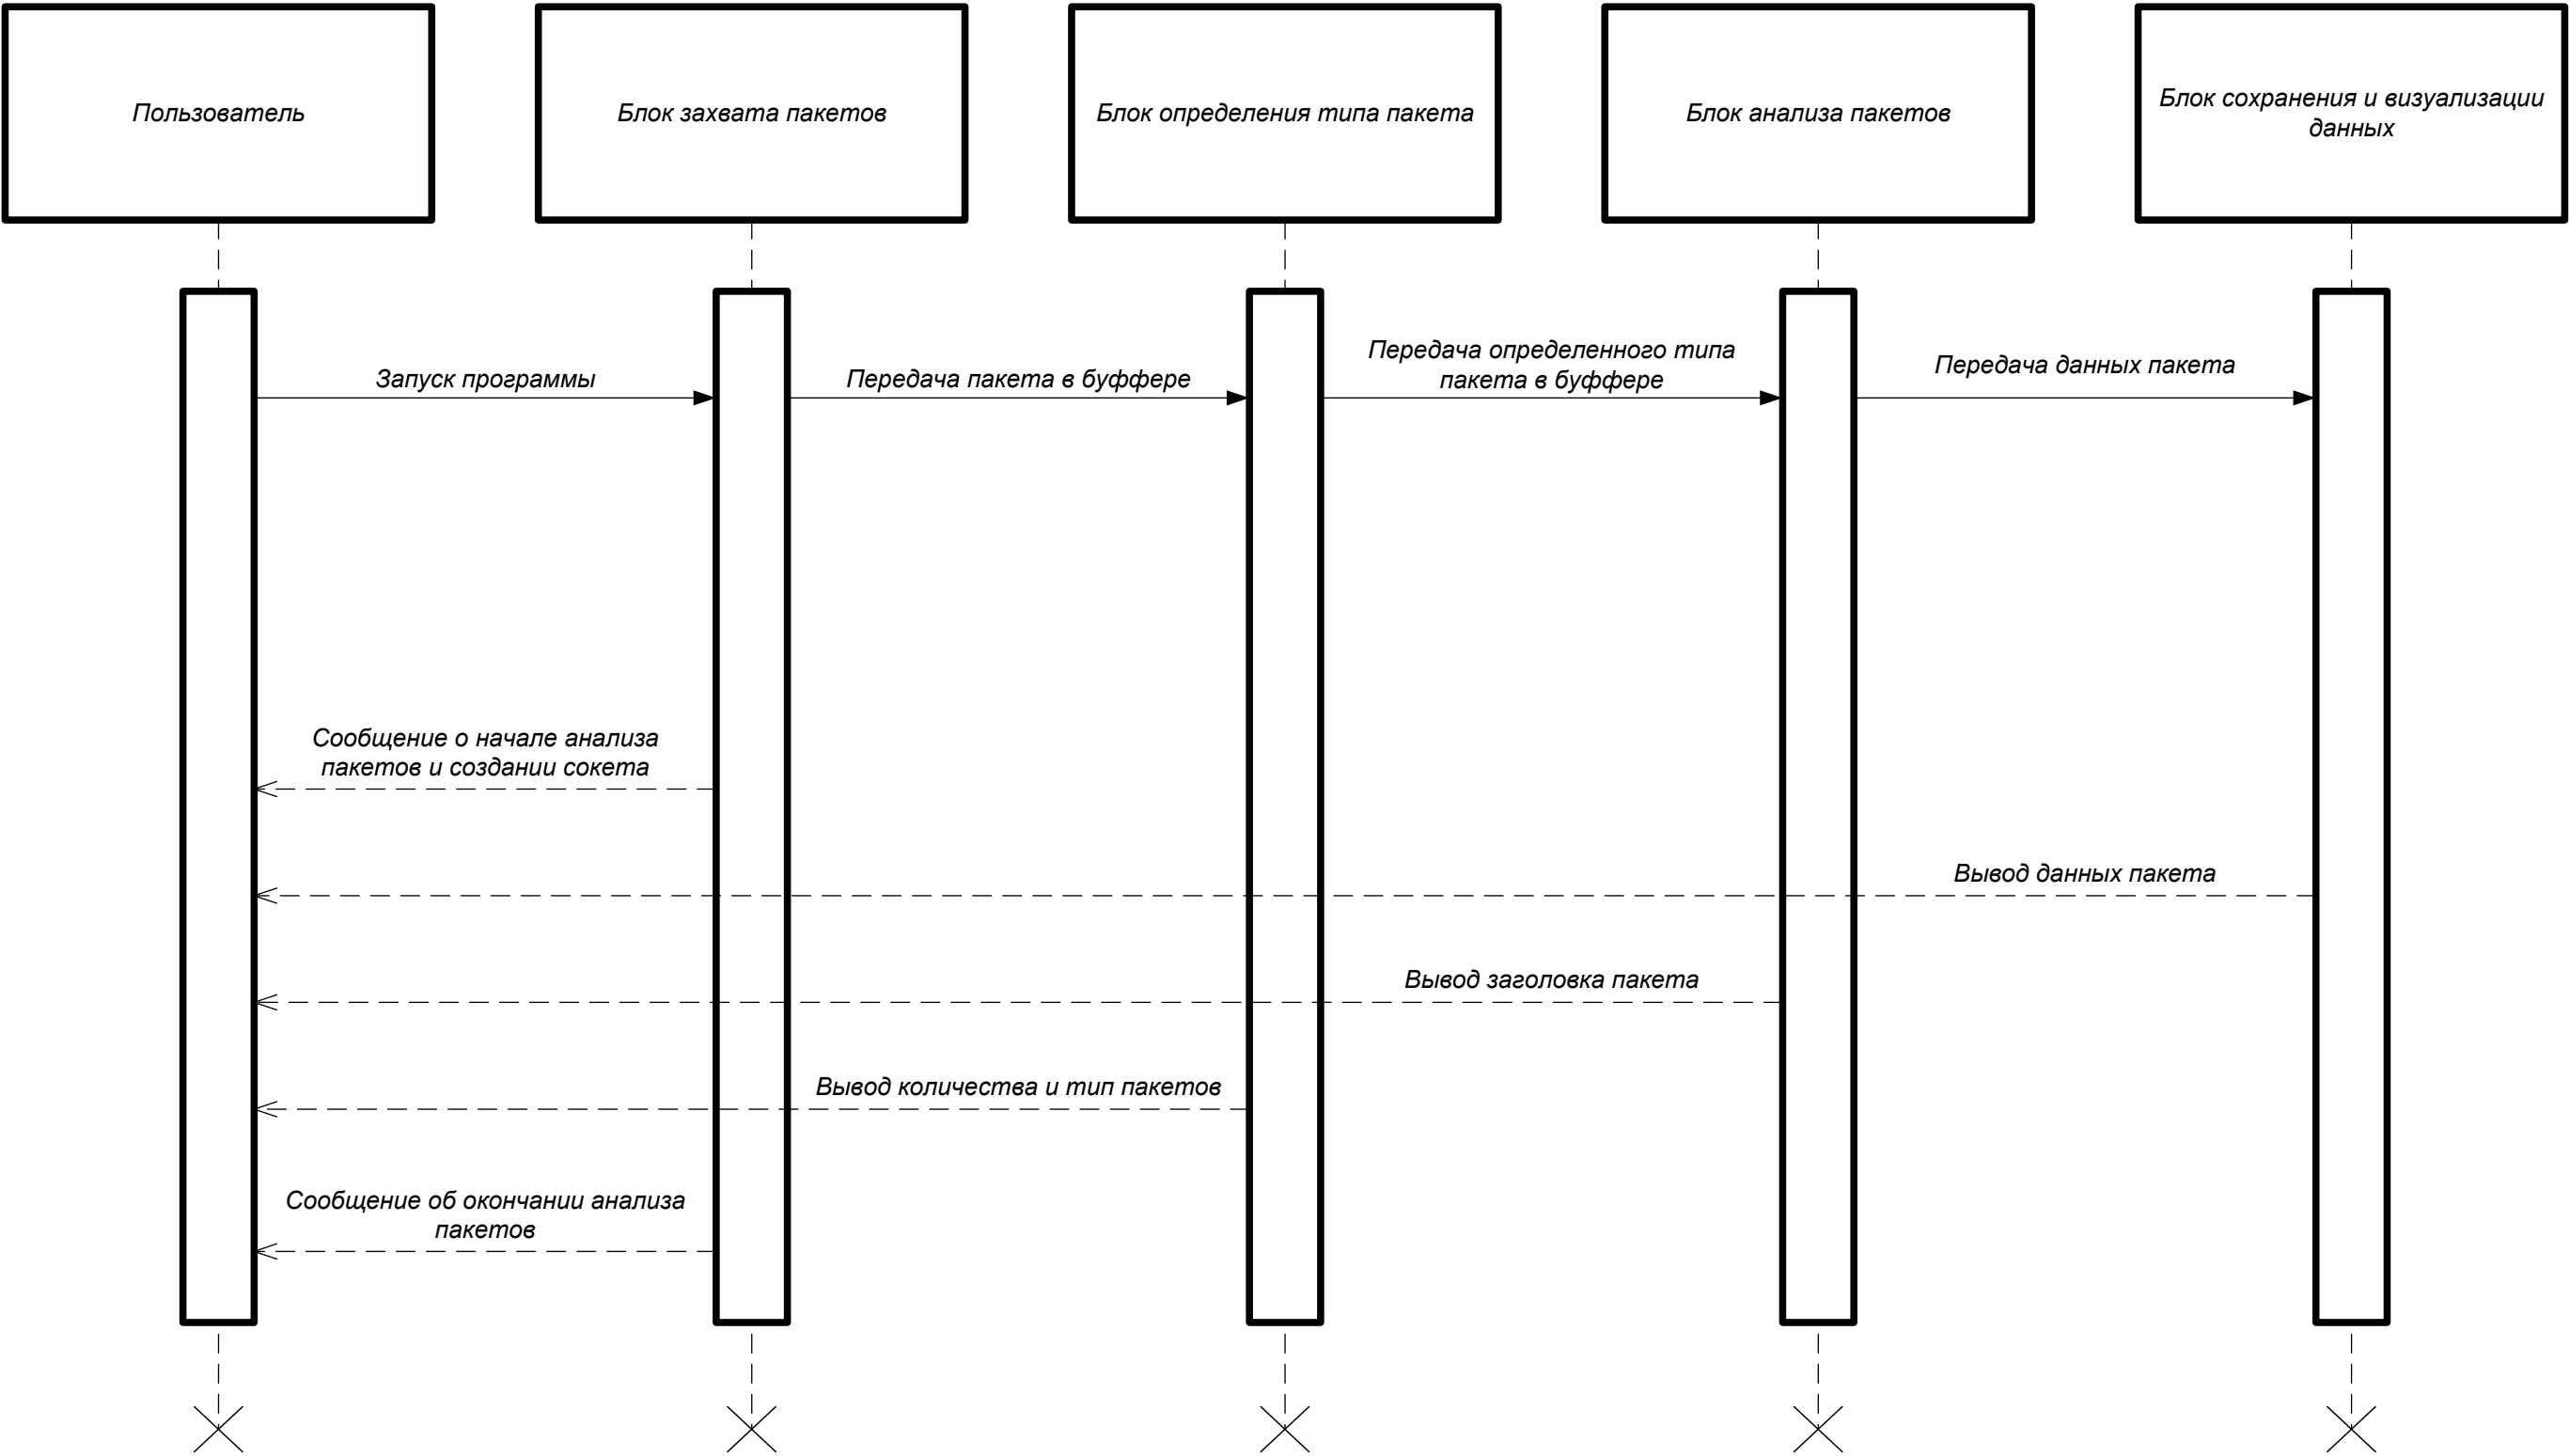 Пользователь
Блок захвата пакетов
Блок определения типа пакета
Блок анализа пакетов
Блок сохранения и визуализации
данных
Запуск программы
Передача пакета в буффере
Передача определенного типа
пакета в буффере
Передача данных пакета
Сообщение о начале анализа
пакетов и создании сокета
Вывод данных пакета
Вывод заголовка пакета
Вывод количества и тип пакетов
Сообщение об окончании анализа
пакетов